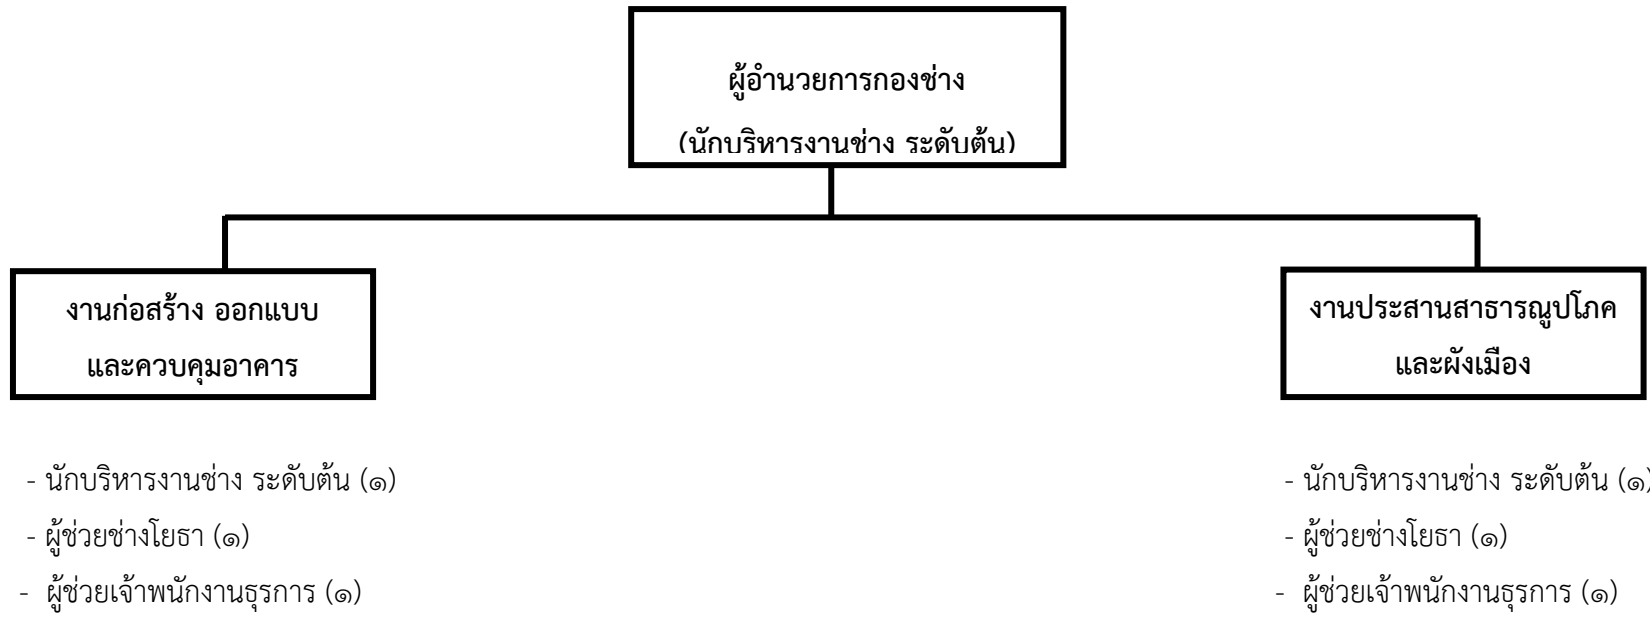 ผู้อำนวยการกองช่าง
(นักบริหารงานช่าง ระดับต้น)
งานก่อสร้าง ออกแบบ
และควบคุมอาคาร
งานประสานสาธารณูปโภค
และผังเมือง
- นักบริหารงานช่าง ระดับต้น (๑)
- ผู้ช่วยช่างโยธา (๑)
- ผู้ช่วยเจ้าพนักงานธุรการ (๑)
- นักบริหารงานช่าง ระดับต้น (๑)
- ผู้ช่วยช่างโยธา (๑)
- ผู้ช่วยเจ้าพนักงานธุรการ (๑)